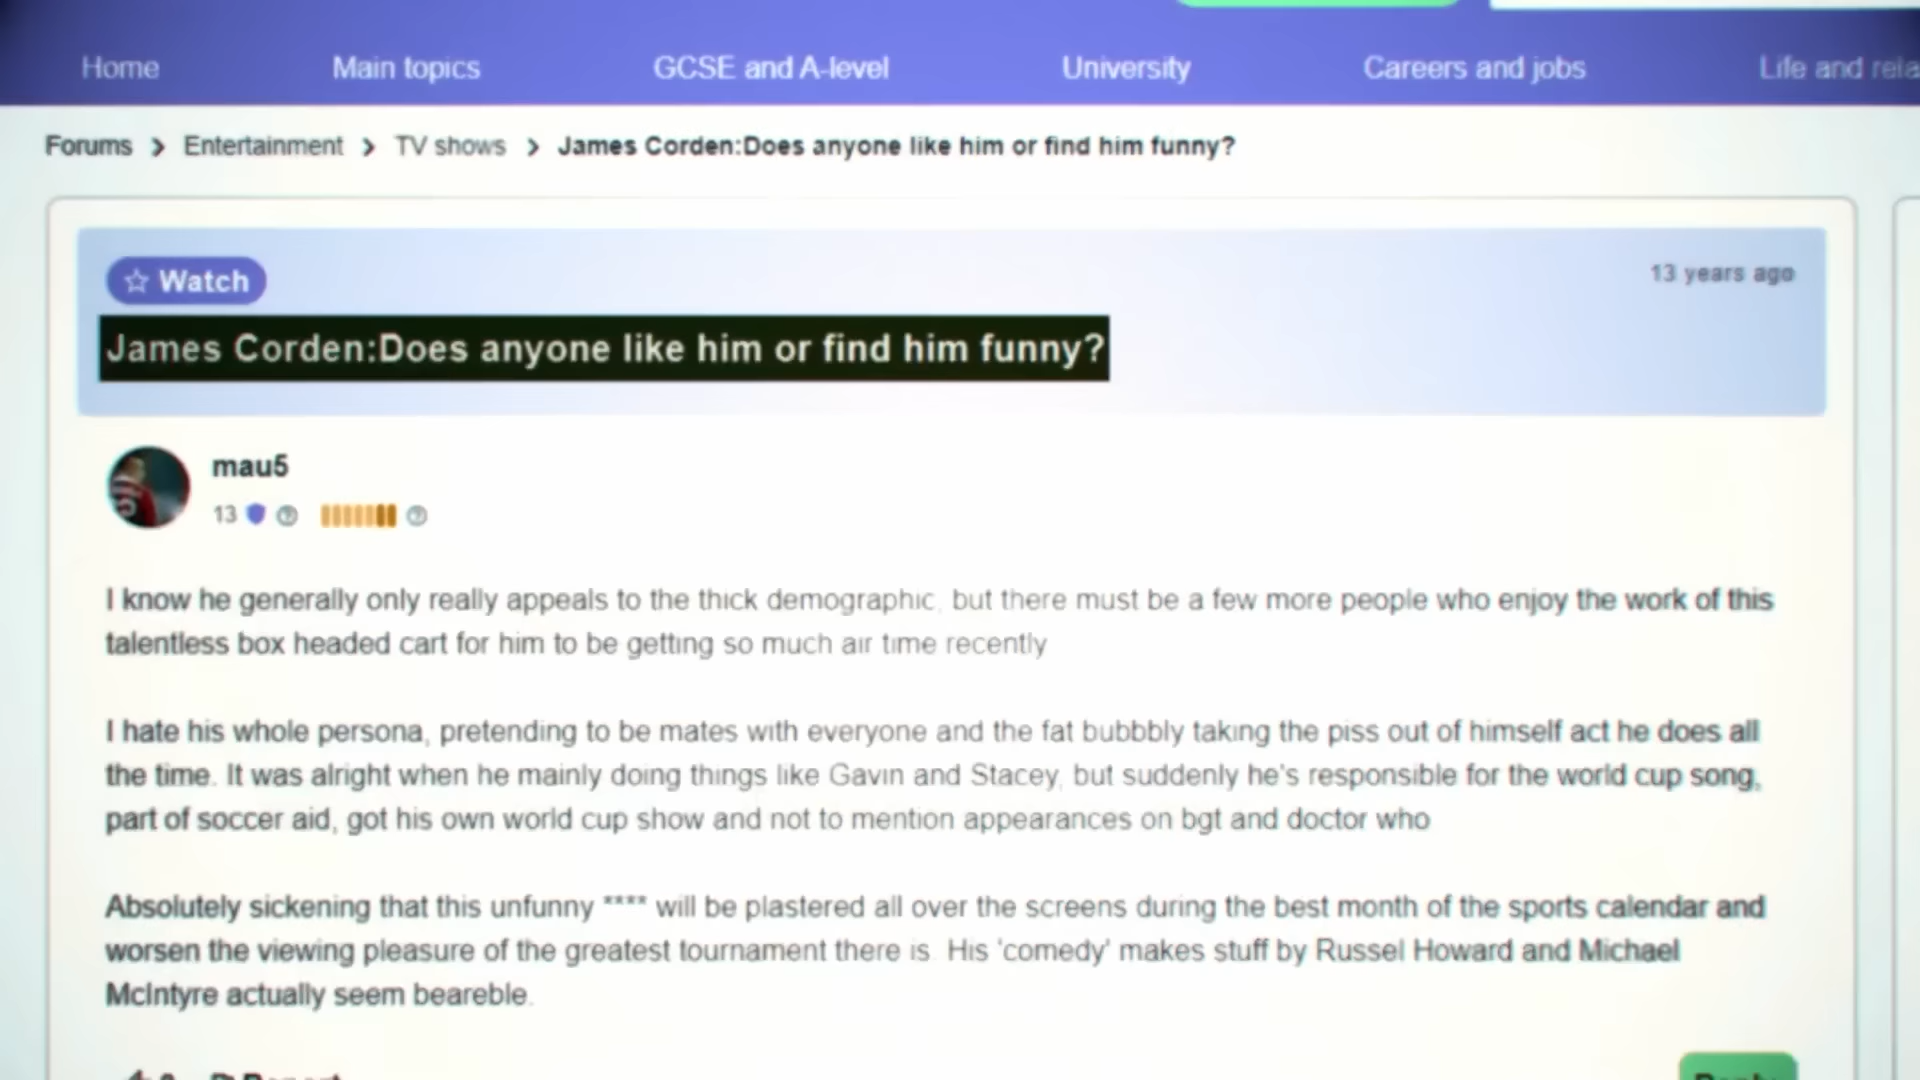 Home Main topics GCSE and A-level University Careers and jobs Life and rela
Forums > Entertainment > TV shows > James Corden:Does anyone like him or find him funny?
☆ Watch
13 years ago
James Corden:Does anyone like him or find him funny?
mau5
13
I know he generally only really appeals to the thick demographic, but there must be a few more people who enjoy the work of this
talentless box headed cart for him to be getting so much air time recently
I hate his whole persona, pretending to be mates with everyone and the fat bubbbly taking the piss out of himself act he does all
the time. It was alright when he mainly doing things like Gavin and Stacey, but suddenly he's responsible for the world cup song,
part of soccer aid, got his own world cup show and not to mention appearances on bgt and doctor who
Absolutely sickening that this unfunny **** will be plastered all over the screens during the best month of the sports calendar and
worsen the viewing pleasure of the greatest tournament there is His 'comedy' makes stuff by Russel Howard and Michael
McIntyre actually seem beareble.
Report
Reply